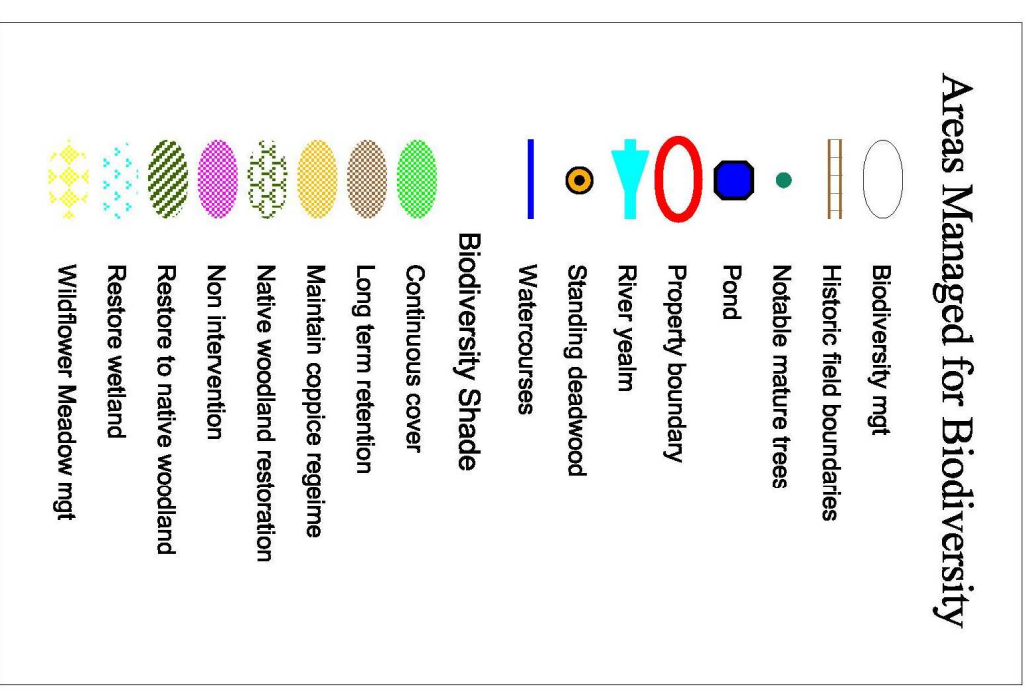 Areas Managed for Biodiversity
Biodiversity mgt
Historic field boundaries
Notable mature trees
Pond
Property boundary
River yealm
Standing deadwood
Watercourses
Biodiversity Shade
Continuous cover
Long term retention
Maintain coppice regeime
Native woodland restoration
Non intervention
Restore to native woodland
Restore wetland
Wildflower Meadow mgt